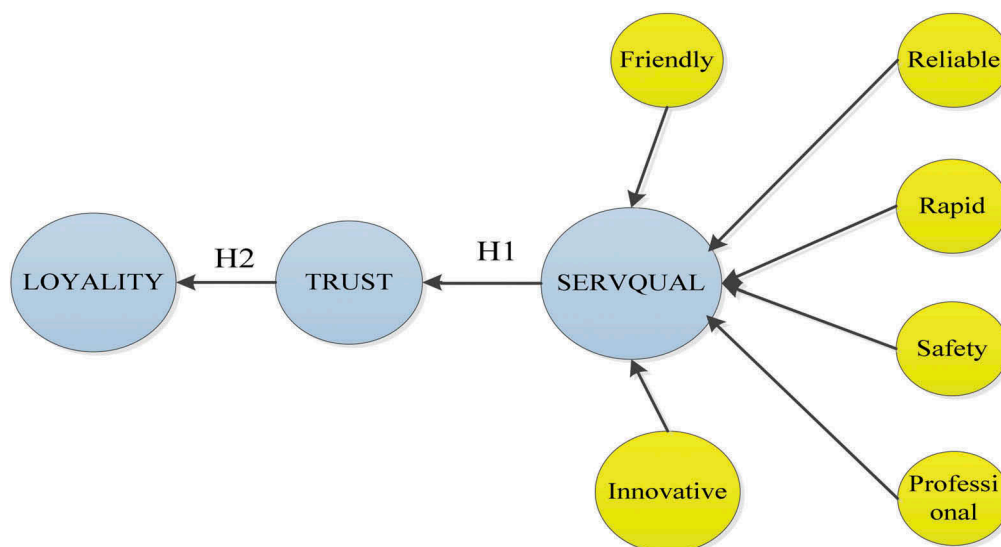 Friendly
Reliable
Rapid
H2
H1
LOYALITY
TRUST
SERVQUAL
Safety
Innovative
Professi
onal